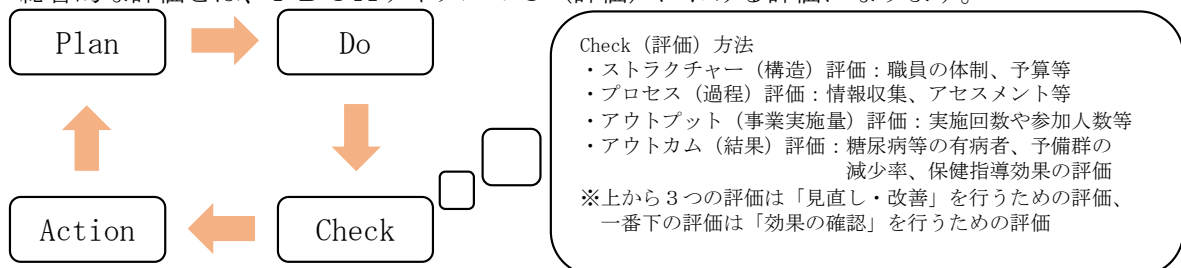 Plan
Do
Action
Check
Check（評価）方法
・ストラクチャー（構造）評価：職員の体制、予算等
・プロセス（過程）評価：情報収集、アセスメント等
・アウトプット（事業実施量）評価：実施回数や参加人数等
・アウトカム（結果）評価：糖尿病等の有病者、予備群の
減少率、保健指導効果の評価
※上から３つの評価は「見直し・改善」を行うための評価、
一番下の評価は「効果の確認」を行うための評価